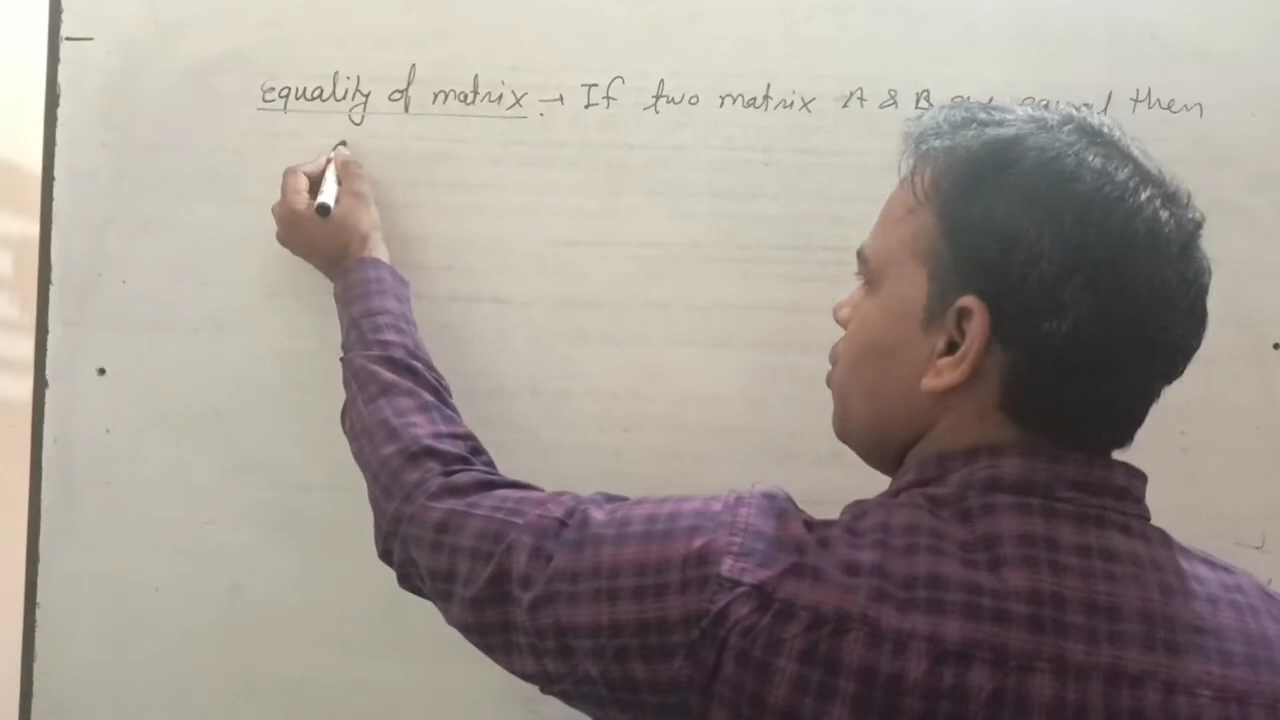 equality of matrix → If two matrix A & B are equal then